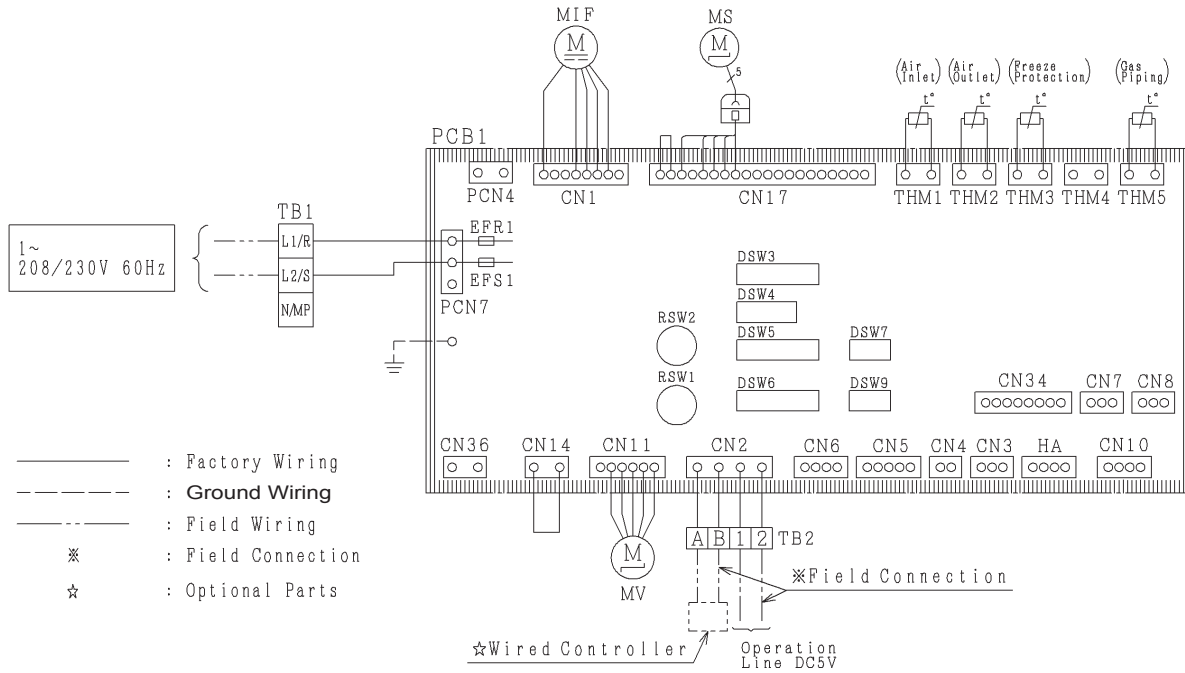 MIF
MS
M
M
5
(Air Inlet)
(Air Outlet)
(Freeze Protection)
(Gas Piping)
t°
t°
t°
t°
PCB1
PCN4
CN1
CN17
THM1
THM2
THM3
THM4
THM5
TB1
1~
208/230V 60Hz
L1/R
L2/S
N/MP
EFR1
EFS1
PCN7
DSW3
DSW4
RSW2
DSW5
DSW7
RSW1
DSW6
DSW9
CN34
CN7
CN8
CN36
CN14
CN11
CN2
CN6
CN5
CN4
CN3
HA
CN10
: Factory Wiring
: Ground Wiring
: Field Wiring
※ : Field Connection
☆ : Optional Parts
A B 1 2 TB2
M
MV
※Field Connection
☆Wired Controller
Operation
Line DC5V